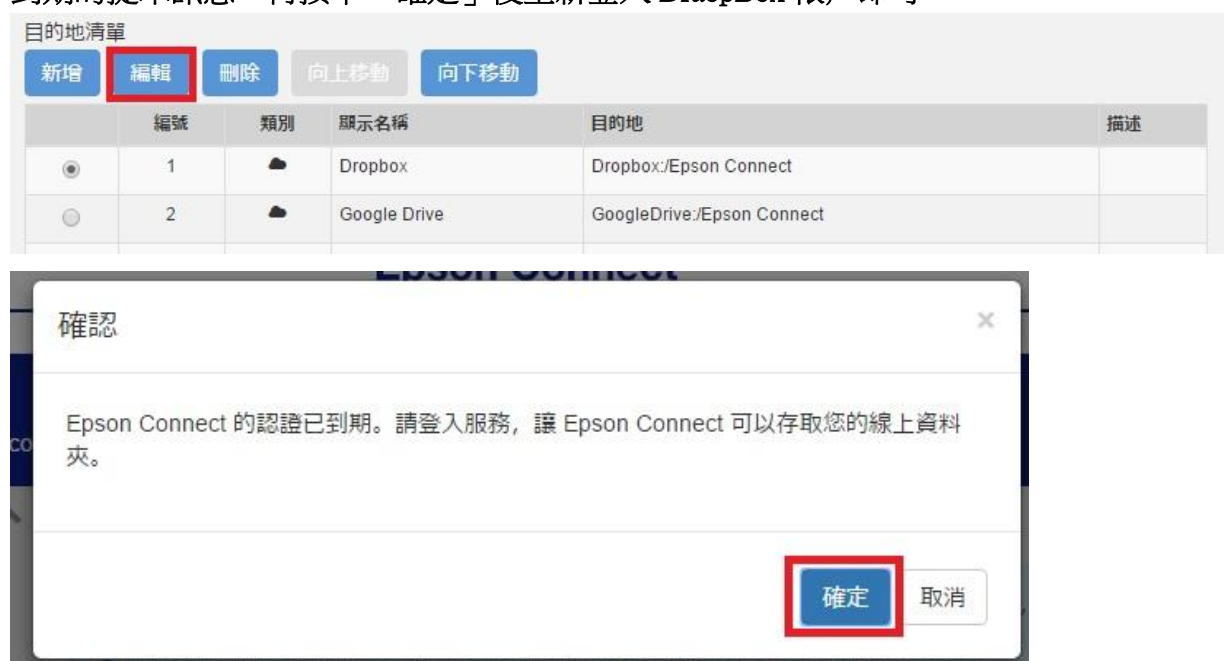 目的地清單
新增 編輯 刪除 向上移動 向下移動
編號 類別 顯示名稱 目的地 描述
1 Dropbox Dropbox:/Epson Connect
2 Google Drive GoogleDrive:/Epson Connect
Epson Connect
確認 ×
Epson Connect 的認證已到期。請登入服務，讓 Epson Connect 可以存取您的線上資料
夾。
co
確定 取消